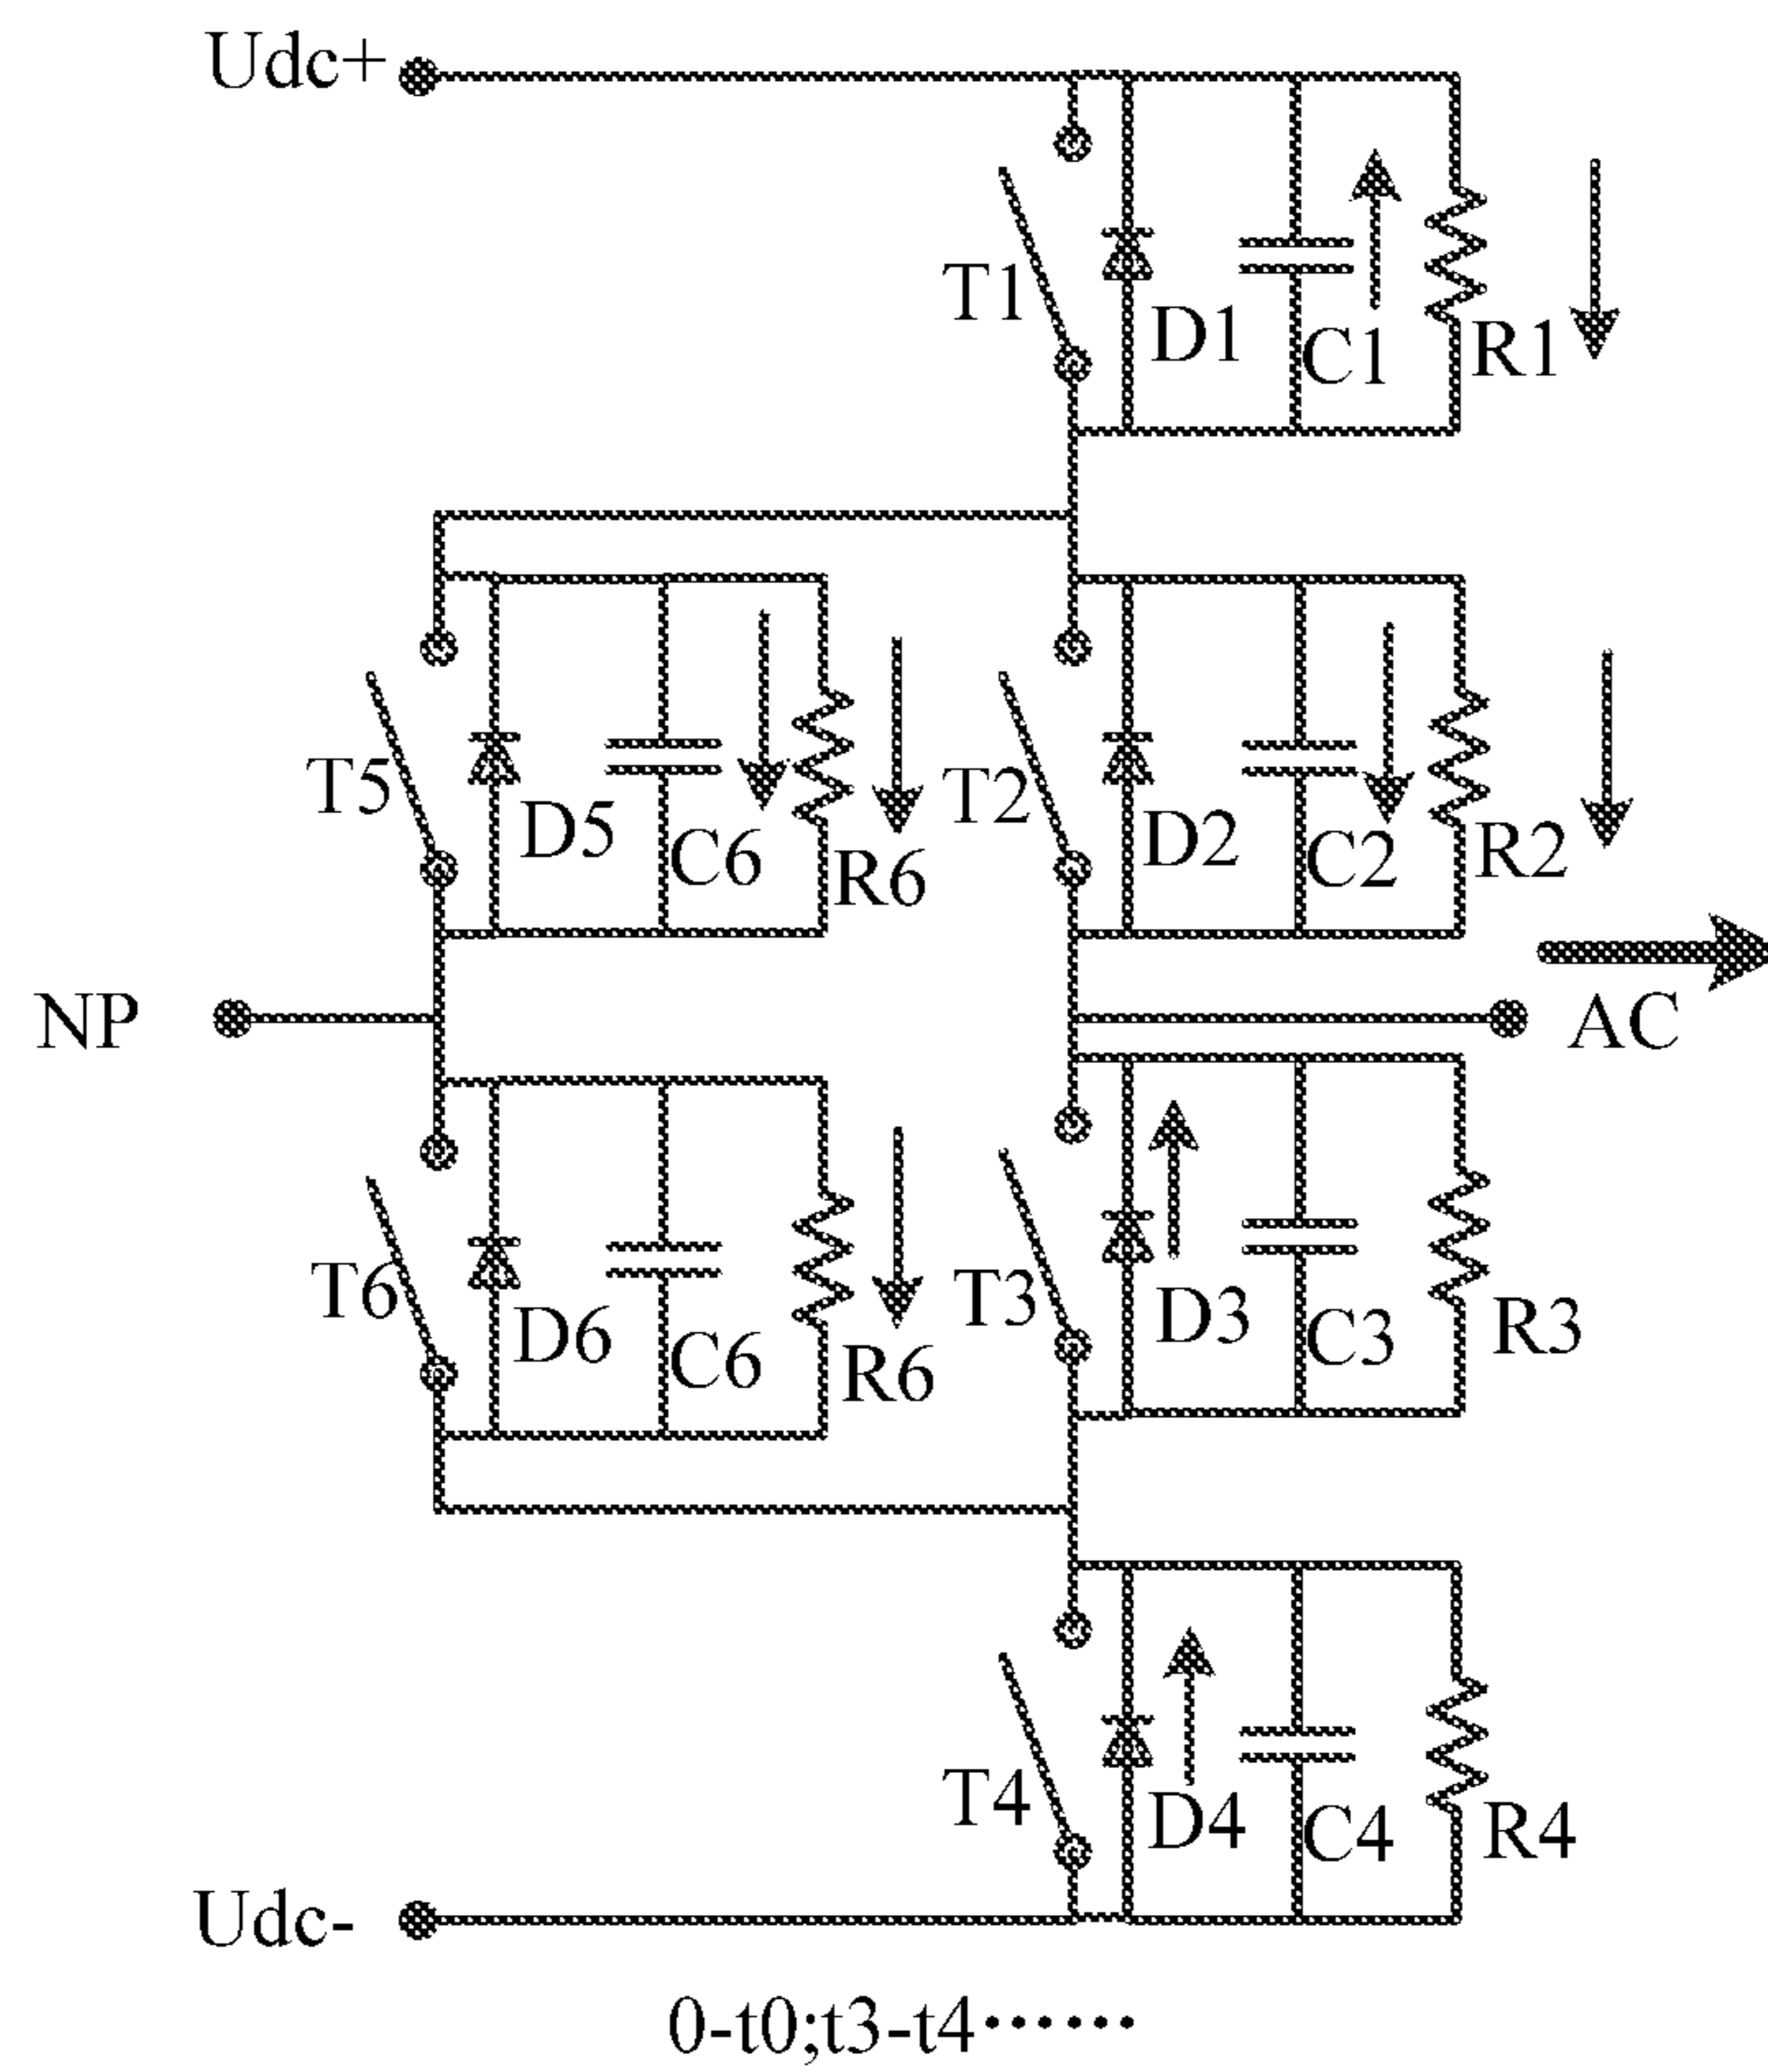 Udc+
T1
D1
C1
R1
T5
D5
C6
R6
T2
D2
C2
R2
NP
AC
T6
D6
C6
R6
T3
D3
C3
R3
T4
D4
C4
R4
Udc-
0-t0;t3-t4······